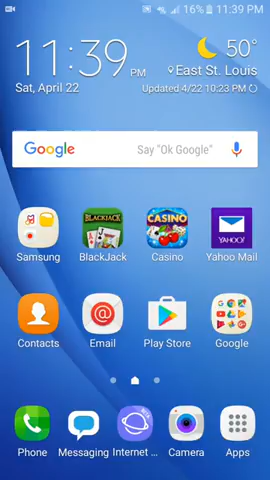 16% 11:39 PM
11:39 PM
Sat, April 22
50°
East St. Louis
Updated 4/22 10:23 PM
Google
Say "Ok Google"
BLACKJACK
CASINO
YAHOO!
Samsung
BlackJack
Casino
Yahoo Mail
Contacts
Email
Play Store
Google
Phone
Messaging
Internet ...
Camera
Apps